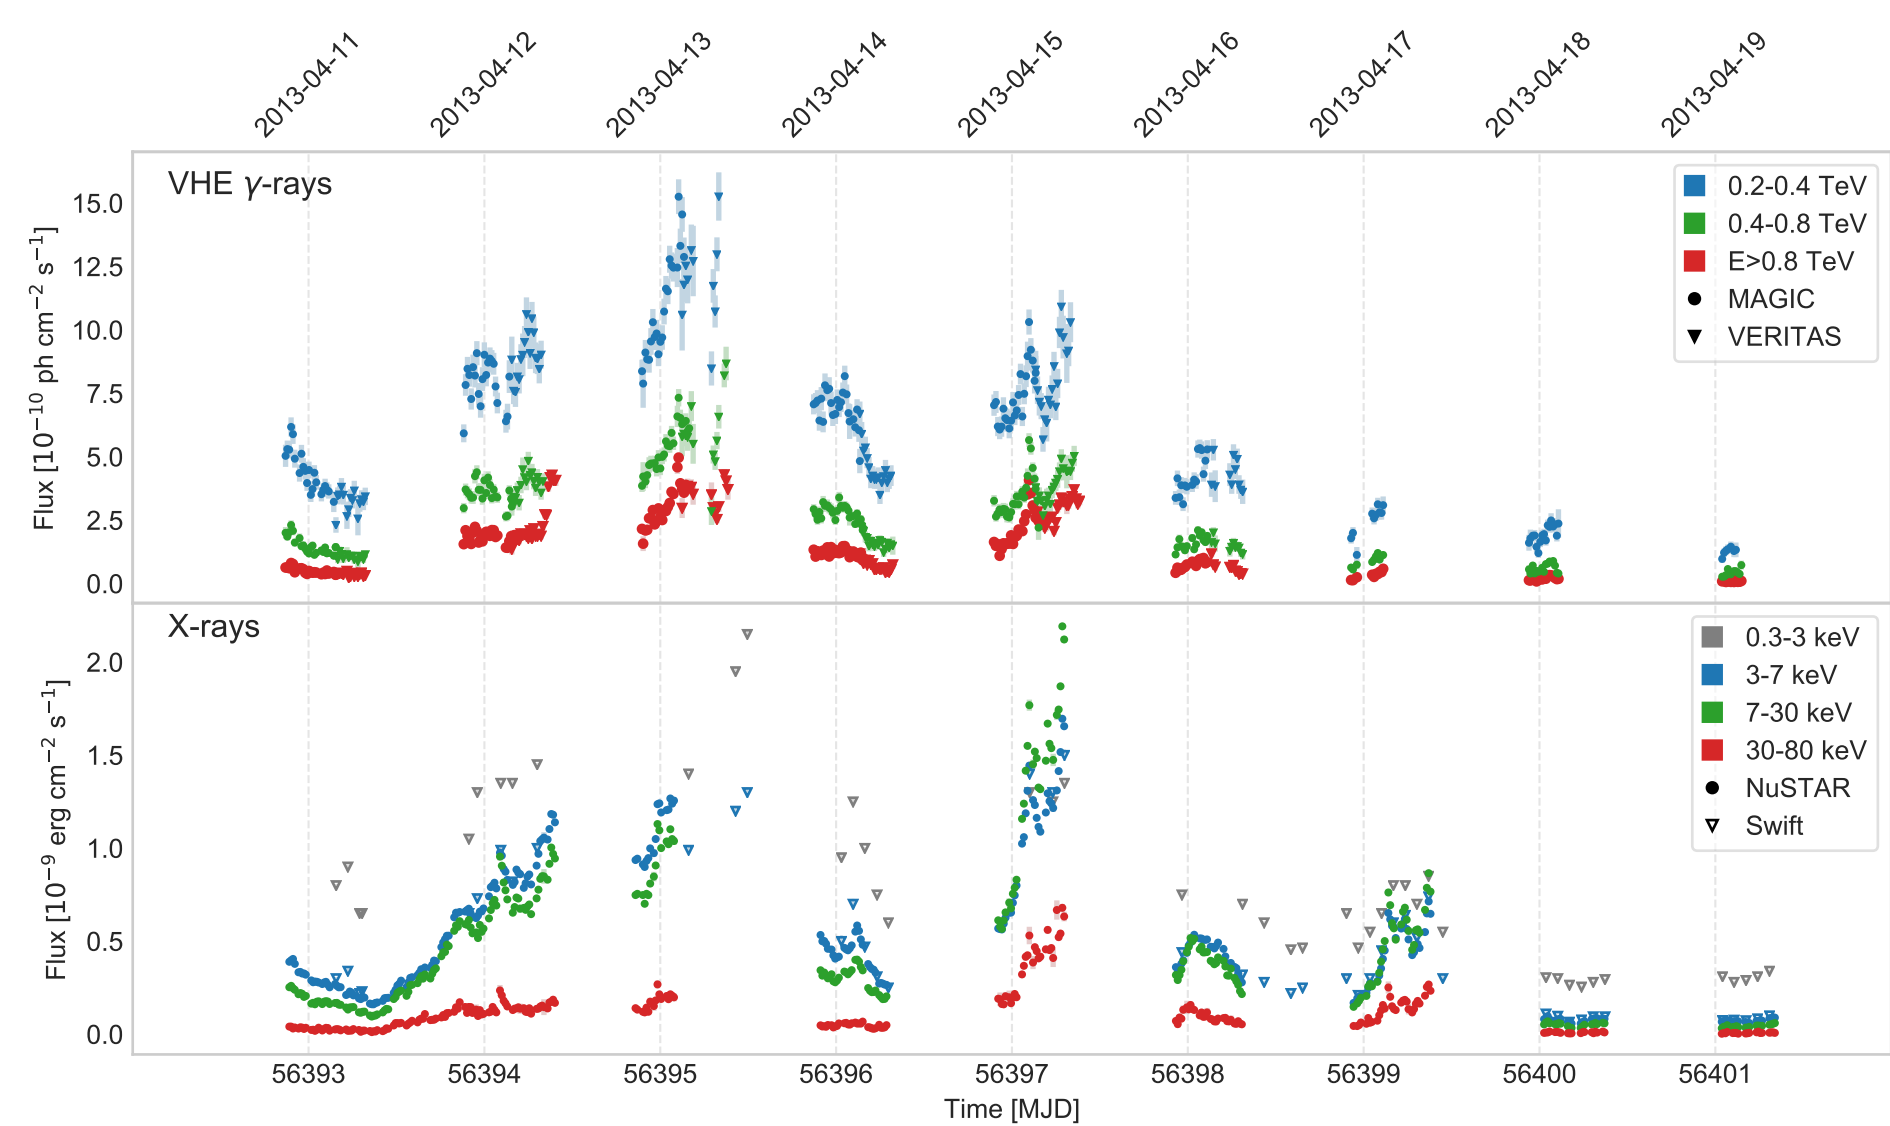 2013-04-11 2013-04-12 2013-04-13 2013-04-14 2013-04-15 2013-04-16 2013-04-17 2013-04-18 2013-04-19
VHE γ-rays
Flux [10⁻¹⁰ ph cm⁻² s⁻¹]
15.0
12.5
10.0
7.5
5.0
2.5
0.0
0.2-0.4 TeV
0.4-0.8 TeV
E>0.8 TeV
MAGIC
VERITAS
X-rays
Flux [10⁻⁹ erg cm⁻² s⁻¹]
2.0
1.5
1.0
0.5
0.0
0.3-3 keV
3-7 keV
7-30 keV
30-80 keV
NuSTAR
Swift
56393 56394 56395 56396 56397 56398 56399 56400 56401
Time [MJD]